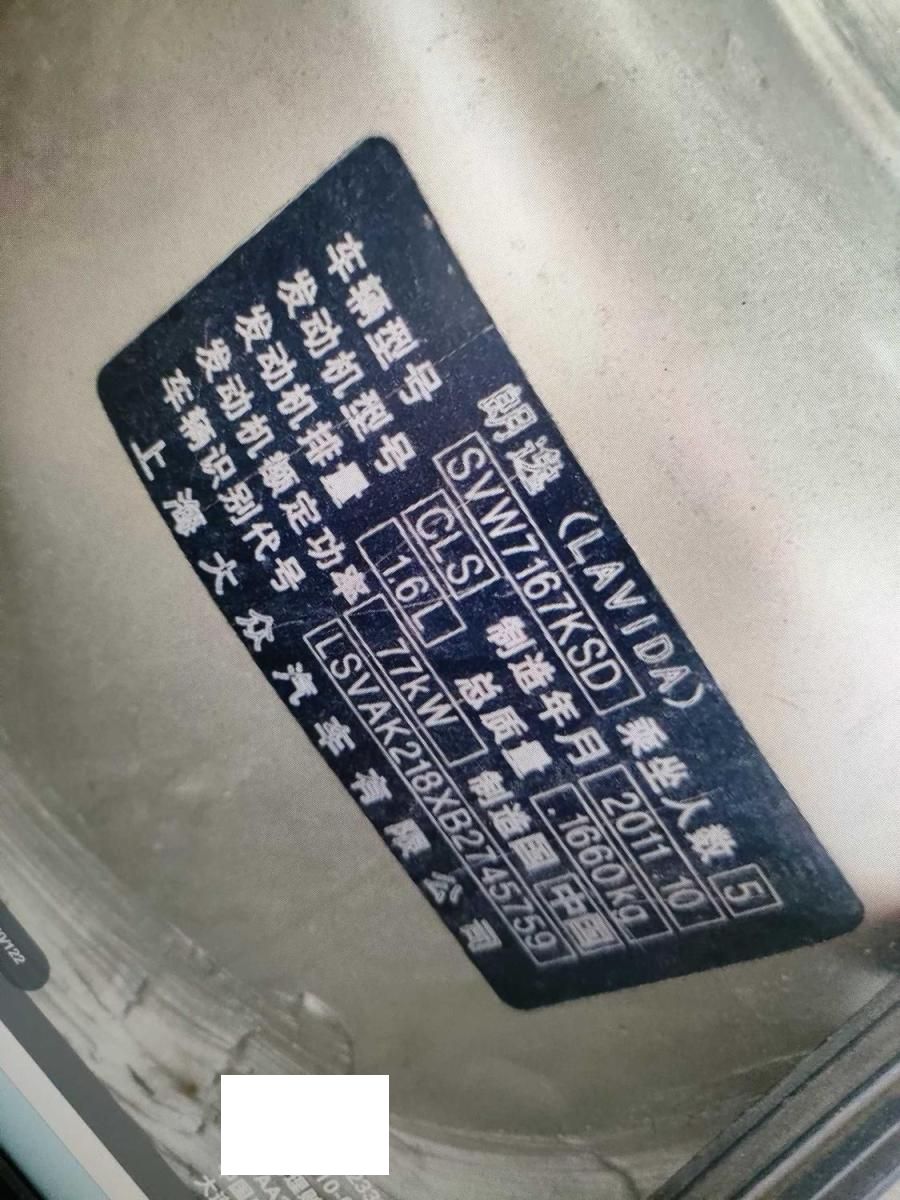 朗逸 (LAVIDA)
车辆型号 SVW7167KSD 乘坐人数 5
发动机型号 CLS 制造年月 2011.10
发动机排量 1.6L 总质量 .1660kg
发动机额定功率 77kW 制造国 中国
车辆识别代号 LSVAK218XB2745759
上海大众汽车有限公司
/122